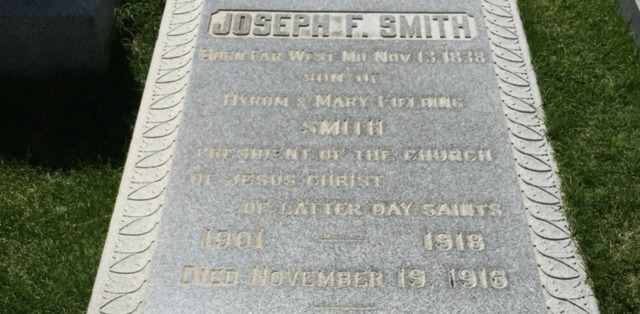 JOSEPH F. SMITH
BORN FAR WEST MO. NOV. 13. 1838
SON OF
HYRUM & MARY FIELDING
SMITH
PRESIDENT OF THE CHURCH
OF JESUS CHRIST
OF LATTER DAY SAINTS
1901 — 1918
DIED NOVEMBER 19. 1918